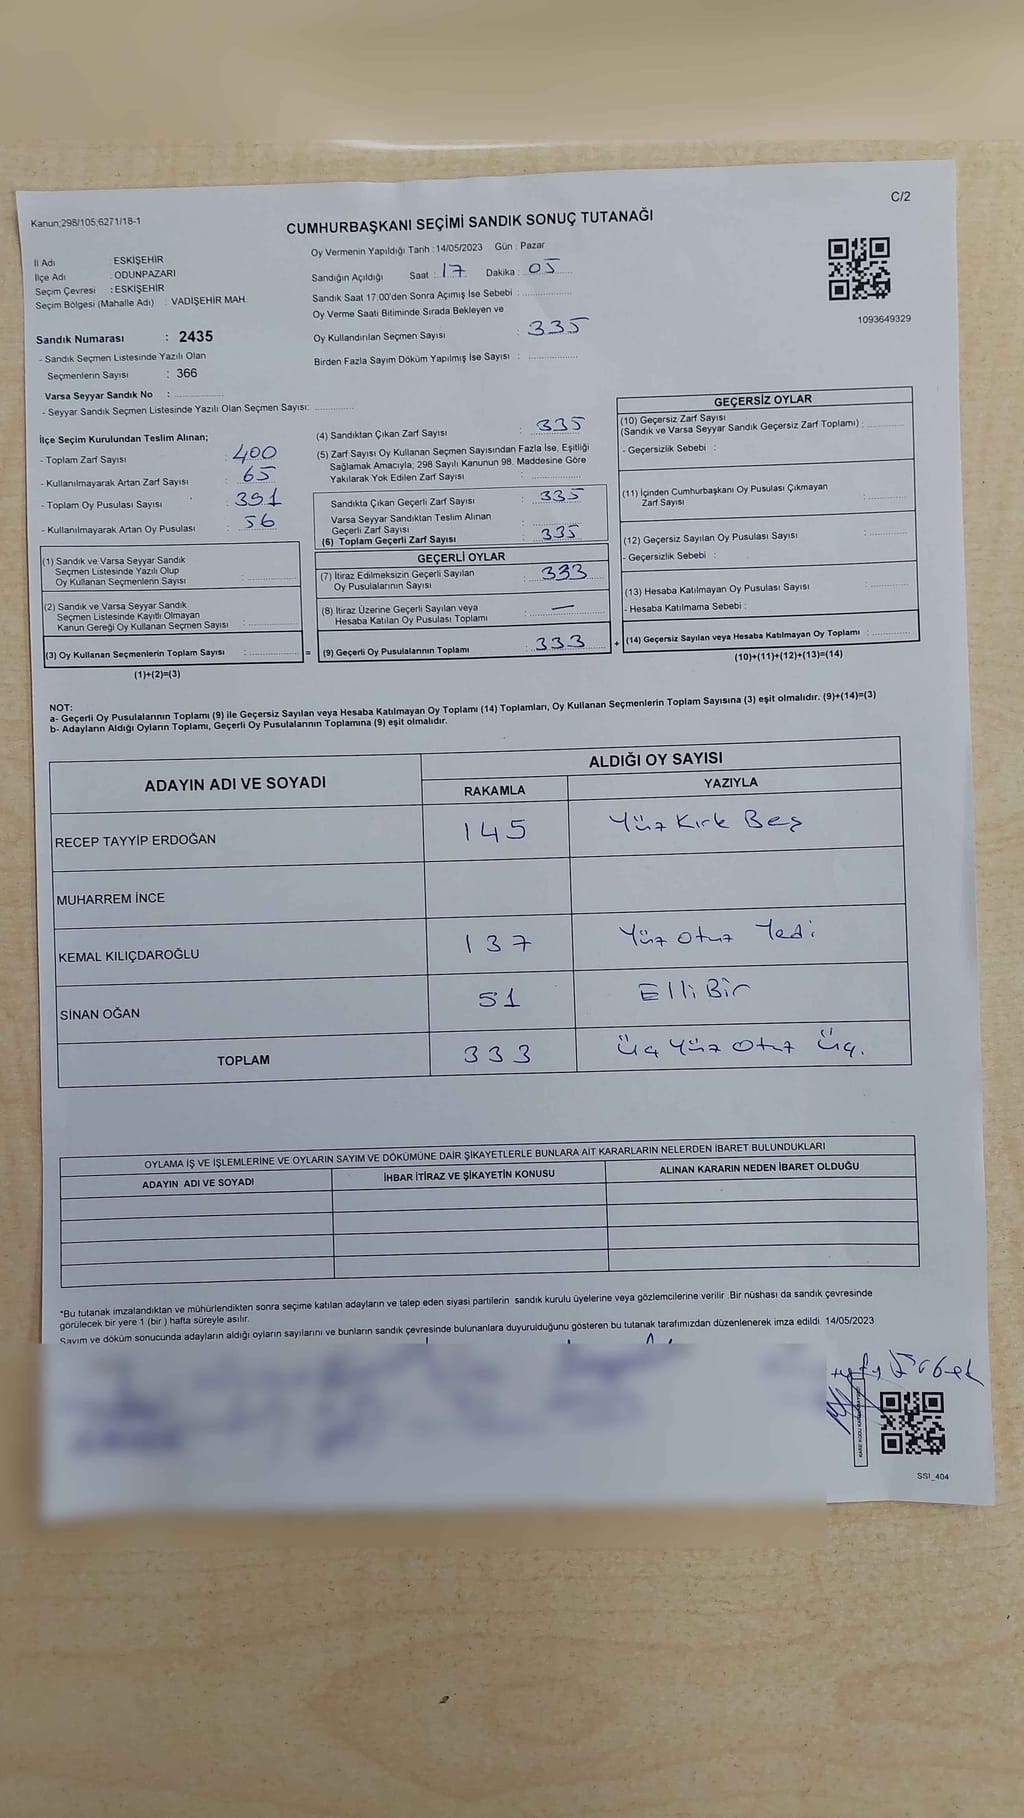 Kanun;298/105;6271/18-1
C/2
CUMHURBAŞKANI SEÇİMİ SANDIK SONUÇ TUTANAĞI
İl Adı ESKİŞEHİR
İlçe Adı : ODUNPAZARI
Seçim Çevresi : ESKİŞEHİR
Seçim Bölgesi (Mahalle Adı) : VADİŞEHİR MAH.
Sandık Numarası : 2435
- Sandık Seçmen Listesinde Yazılı Olan
Seçmenlerin Sayısı : 366
Varsa Seyyar Sandık No :
- Seyyar Sandık Seçmen Listesinde Yazılı Olan Seçmen Sayısı:
Oy Vermenin Yapıldığı Tarih : 14/05/2023 Gün : Pazar
Sandığın Açıldığı Saat : 17 Dakika : 05
Sandık Saat 17:00'den Sonra Açımış İse Sebebi :
Oy Verme Saati Bitiminde Sırada Bekleyen ve
Oy Kullandırılan Seçmen Sayısı : 335
Birden Fazla Sayım Döküm Yapılmış İse Sayısı :
1093649329
İlçe Seçim Kurulundan Teslim Alınan;
- Toplam Zarf Sayısı : 400
- Kullanılmayarak Artan Zarf Sayısı : 65
- Toplam Oy Pusulası Sayısı : 391
- Kullanılmayarak Artan Oy Pusulası : 56
(1) Sandık ve Varsa Seyyar Sandık
Seçmen Listesinde Yazılı Olup
Oy Kullanan Seçmenlerin Sayısı :
(2) Sandık ve Varsa Seyyar Sandık
Seçmen Listesinde Kayıtlı Olmayan
Kanun Gereği Oy Kullanan Seçmen Sayısı :
(3) Oy Kullanan Seçmenlerin Toplam Sayısı : =
(1)+(2)=(3)
(4) Sandıktan Çıkan Zarf Sayısı : 335
(5) Zarf Sayısı Oy Kullanan Seçmen Sayısından Fazla İse, Eşitliği
Sağlamak Amacıyla; 298 Sayılı Kanunun 98. Maddesine Göre
Yakılarak Yok Edilen Zarf Sayısı :
Sandıkta Çıkan Geçerli Zarf Sayısı : 335
Varsa Seyyar Sandıktan Teslim Alınan
Geçerli Zarf Sayısı :
(6) Toplam Geçerli Zarf Sayısı : 335
GEÇERLİ OYLAR
(7) İtiraz Edilmeksizin Geçerli Sayılan
Oy Pusulalarının Sayısı : 333
(8) İtiraz Üzerine Geçerli Sayılan veya
Hesaba Katılan Oy Pusulası Toplamı : —
(9) Geçerli Oy Pusulalarının Toplamı : 333 +
GEÇERSİZ OYLAR
(10) Geçersiz Zarf Sayısı
(Sandık ve Varsa Seyyar Sandık Geçersiz Zarf Toplamı) :
- Geçersizlik Sebebi :
(11) İçinden Cumhurbaşkanı Oy Pusulası Çıkmayan
Zarf Sayısı :
(12) Geçersiz Sayılan Oy Pusulası Sayısı :
- Geçersizlik Sebebi :
(13) Hesaba Katılmayan Oy Pusulası Sayısı :
- Hesaba Katılmama Sebebi :
(14) Geçersiz Sayılan veya Hesaba Katılmayan Oy Toplamı :
(10)+(11)+(12)+(13)=(14)
NOT:
a- Geçerli Oy Pusulalarının Toplamı (9) ile Geçersiz Sayılan veya Hesaba Katılmayan Oy Toplamı (14) Toplamları, Oy Kullanan Seçmenlerin Toplam Sayısına (3) eşit olmalıdır. (9)+(14)=(3)
b- Adayların Aldığı Oyların Toplamı, Geçerli Oy Pusulalarının Toplamına (9) eşit olmalıdır.
ADAYIN ADI VE SOYADI ALDIĞI OY SAYISI
RAKAMLA YAZIYLA
RECEP TAYYİP ERDOĞAN 145 Yüz Kırk Beş
MUHARREM İNCE
KEMAL KILIÇDAROĞLU 137 Yüz Otuz Yedi
SİNAN OĞAN 51 Elli Bir
TOPLAM 333 Üç Yüz Otuz Üç.
OYLAMA İŞ VE İŞLEMLERİNE VE OYLARIN SAYIM VE DÖKÜMÜNE DAİR ŞİKAYETLERLE BUNLARA AİT KARARLARIN NELERDEN İBARET BULUNDUKLARI
ADAYIN ADI VE SOYADI İHBAR İTİRAZ VE ŞİKAYETİN KONUSU ALINAN KARARIN NEDEN İBARET OLDUĞU
*Bu tutanak imzalandıktan ve mühürlendikten sonra seçime katılan adayların ve talep eden siyasi partilerin sandık kurulu üyelerine veya gözlemcilerine verilir .Bir nüshası da sandık çevresinde
görülecek bir yere 1 (bir ) hafta süreyle asılır.
Sayım ve döküm sonucunda adayların aldığı oyların sayılarını ve bunların sandık çevresinde bulunanlara duyurulduğunu gösteren bu tutanak tarafımızdan düzenlenerek imza edildi. 14/05/2023
SSI_404